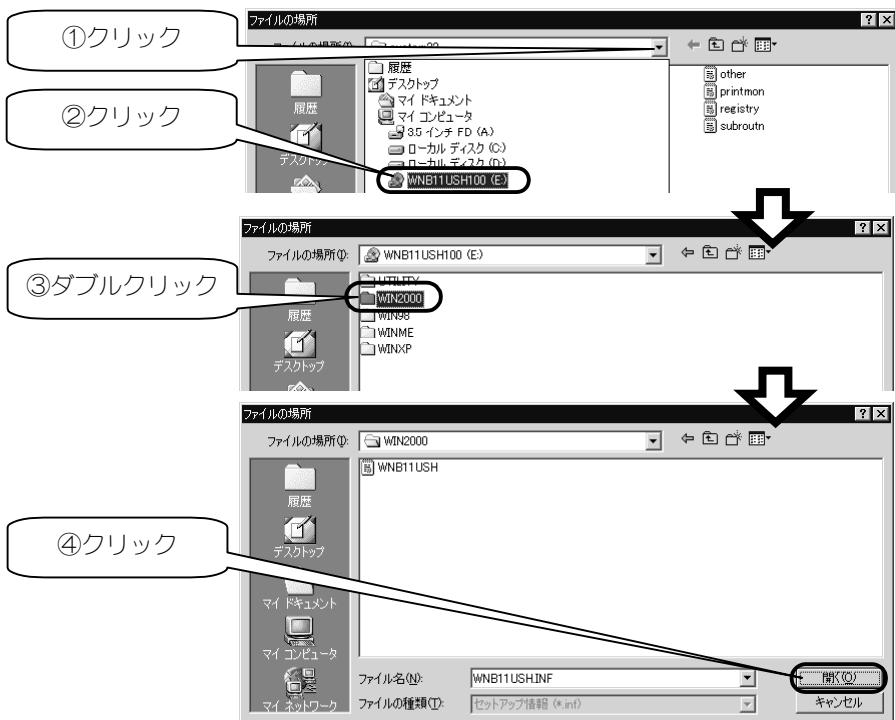 ファイルの場所
①クリック
履歴
デスクトップ
マイ ドキュメント
マイ コンピュータ
3.5 インチ FD (A:)
ローカル ディスク (C:)
ローカル ディスク (D:)
WNB11USH100 (E:)
other
printmon
registry
subroutn
履歴
デスクトップ
②クリック
ファイルの場所
ファイルの場所(I):
WNB11USH100 (E:)
③ダブルクリック
UTILITY
WIN2000
WIN98
WINME
WINXP
履歴
デスクトップ
ファイルの場所
ファイルの場所(I):
WIN2000
WNB11USH
履歴
デスクトップ
④クリック
マイ ドキュメント
マイ コンピュータ
マイ ネットワーク
ファイル名(N):
WNB11USH.INF
開く(O)
ファイルの種類(T):
セットアップ情報 (*.inf)
キャンセル